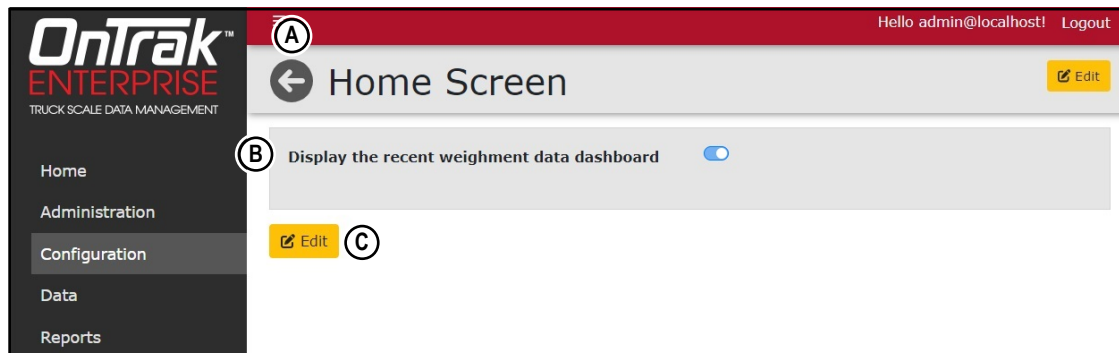 OnTrak™
ENTERPRISE
TRUCK SCALE DATA MANAGEMENT
Hello admin@localhost! Logout
A
Home Screen
Edit
B
Display the recent weighment data dashboard
Edit
C
Home
Administration
Configuration
Data
Reports